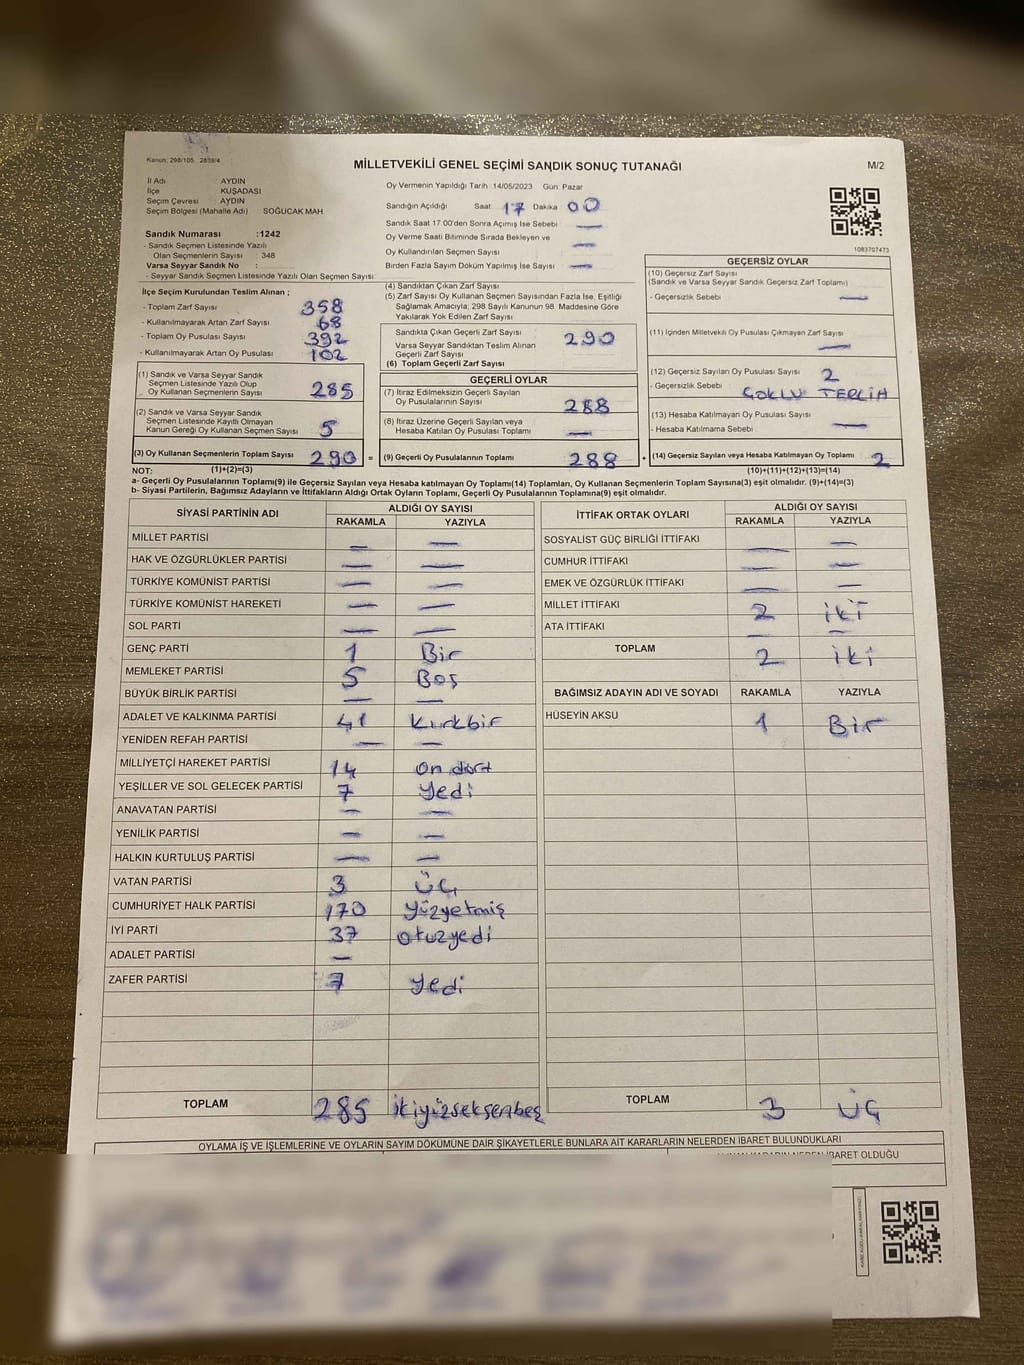 Kanun: 298/105, 2839/4
MİLLETVEKİLİ GENEL SEÇİMİ SANDIK SONUÇ TUTANAĞI
M/2
İl Adı : AYDIN
İlçe : KUŞADASI
Seçim Çevresi : AYDIN
Seçim Bölgesi (Mahalle Adı) : SOĞUCAK MAH
Sandık Numarası :1242
- Sandık Seçmen Listesinde Yazılı
Olan Seçmenlerin Sayısı : 348
Varsa Seyyar Sandık No :
- Seyyar Sandık Seçmen Listesinde Yazılı Olan Seçmen Sayısı:
Oy Vermenin Yapıldığı Tarih :14/05/2023 Gün: Pazar
Sandığın Açıldığı Saat 17 Dakika 00
Sandık Saat 17.00'den Sonra Açımış İse Sebebi —
Oy Verme Saati Bitiminde Sırada Bekleyen ve
Oy Kullandırılan Seçmen Sayısı —
Birden Fazla Sayım Döküm Yapılmış İse Sayısı —
1083707473
İlçe Seçim Kurulundan Teslim Alınan ;
- Toplam Zarf Sayısı 358
- Kullanılmayarak Artan Zarf Sayısı 68
- Toplam Oy Pusulası Sayısı 392
- Kullanılmayarak Artan Oy Pusulası 102
(1) Sandık ve Varsa Seyyar Sandık
Seçmen Listesinde Yazılı Olup
Oy Kullanan Seçmenlerin Sayısı 285
(2) Sandık ve Varsa Seyyar Sandık
Seçmen Listesinde Kayıtlı Olmayan
Kanun Gereği Oy Kullanan Seçmen Sayısı 5
(3) Oy Kullanan Seçmenlerin Toplam Sayısı 290 =
(4) Sandıktan Çıkan Zarf Sayısı
(5) Zarf Sayısı Oy Kullanan Seçmen Sayısından Fazla İse, Eşitliği
Sağlamak Amacıyla, 298 Sayılı Kanunun 98. Maddesine Göre
Yakılarak Yok Edilen Zarf Sayısı
Sandıkta Çıkan Geçerli Zarf Sayısı 290
Varsa Seyyar Sandıktan Teslim Alınan
Geçerli Zarf Sayısı
(6) Toplam Geçerli Zarf Sayısı
GEÇERLİ OYLAR
(7) İtiraz Edilmeksizin Geçerli Sayılan
Oy Pusulalarının Sayısı 288
(8) İtiraz Üzerine Geçerli Sayılan veya
Hesaba Katılan Oy Pusulası Toplamı —
(9) Geçerli Oy Pusulalarının Toplamı 288 +
GEÇERSİZ OYLAR
(10) Geçersiz Zarf Sayısı
(Sandık ve Varsa Seyyar Sandık Geçersiz Zarf Toplamı)
- Geçersizlik Sebebi —
(11) İçinden Milletvekili Oy Pusulası Çıkmayan Zarf Sayısı
—
(12) Geçersiz Sayılan Oy Pusulası Sayısı 2
- Geçersizlik Sebebi : ÇOKLU TERCİH
(13) Hesaba Katılmayan Oy Pusulası Sayısı
- Hesaba Katılmama Sebebi —
(14) Geçersiz Sayılan veya Hesaba Katılmayan Oy Toplamı 2
NOT: (1)+(2)=(3) (10)+(11)+(12)+(13)=(14)
a- Geçerli Oy Pusulalarının Toplamı(9) ile Geçersiz Sayılan veya Hesaba katılmayan Oy Toplamı(14) Toplamları, Oy Kullanan Seçmenlerin Toplam Sayısına(3) eşit olmalıdır. (9)+(14)=(3)
b- Siyasi Partilerin, Bağımsız Adayların ve İttifakların Aldığı Ortak Oyların Toplamı, Geçerli Oy Pusulalarının Toplamına(9) eşit olmalıdır.
SİYASİ PARTİNİN ADI ALDIĞI OY SAYISI
RAKAMLA YAZIYLA
MİLLET PARTİSİ — —
HAK VE ÖZGÜRLÜKLER PARTİSİ — —
TÜRKİYE KOMÜNİST PARTİSİ — —
TÜRKİYE KOMÜNİST HAREKETİ — —
SOL PARTİ — —
GENÇ PARTİ 1 Bir
MEMLEKET PARTİSİ 5 Beş
BÜYÜK BİRLİK PARTİSİ — —
ADALET VE KALKINMA PARTİSİ 41 Kırkbir
YENİDEN REFAH PARTİSİ — —
MİLLİYETÇİ HAREKET PARTİSİ 14 on dört
YEŞİLLER VE SOL GELECEK PARTİSİ 7 Yedi
ANAVATAN PARTİSİ — —
YENİLİK PARTİSİ — —
HALKIN KURTULUŞ PARTİSİ — —
VATAN PARTİSİ 3 Üç
CUMHURİYET HALK PARTİSİ 170 Yüzyetmiş
İYİ PARTİ 37 otuzyedi
ADALET PARTİSİ —
ZAFER PARTİSİ 7 Yedi
TOPLAM 285 ikiyüzseksenbeş
İTTİFAK ORTAK OYLARI ALDIĞI OY SAYISI
RAKAMLA YAZIYLA
SOSYALİST GÜÇ BİRLİĞİ İTTİFAKI — —
CUMHUR İTTİFAKI — —
EMEK VE ÖZGÜRLÜK İTTİFAKI — —
MİLLET İTTİFAKI 2 iki
ATA İTTİFAKI — —
TOPLAM 2 iki
BAĞIMSIZ ADAYIN ADI VE SOYADI RAKAMLA YAZIYLA
HÜSEYİN AKSU 1 Bir
TOPLAM 3 ÜÇ
OYLAMA İŞ VE İŞLEMLERİNE VE OYLARIN SAYIM DÖKÜMÜNE DAİR ŞİKAYETLERLE BUNLARA AİT KARARLARIN NELERDEN İBARET BULUNDUKLARI
İBARET OLDUĞU